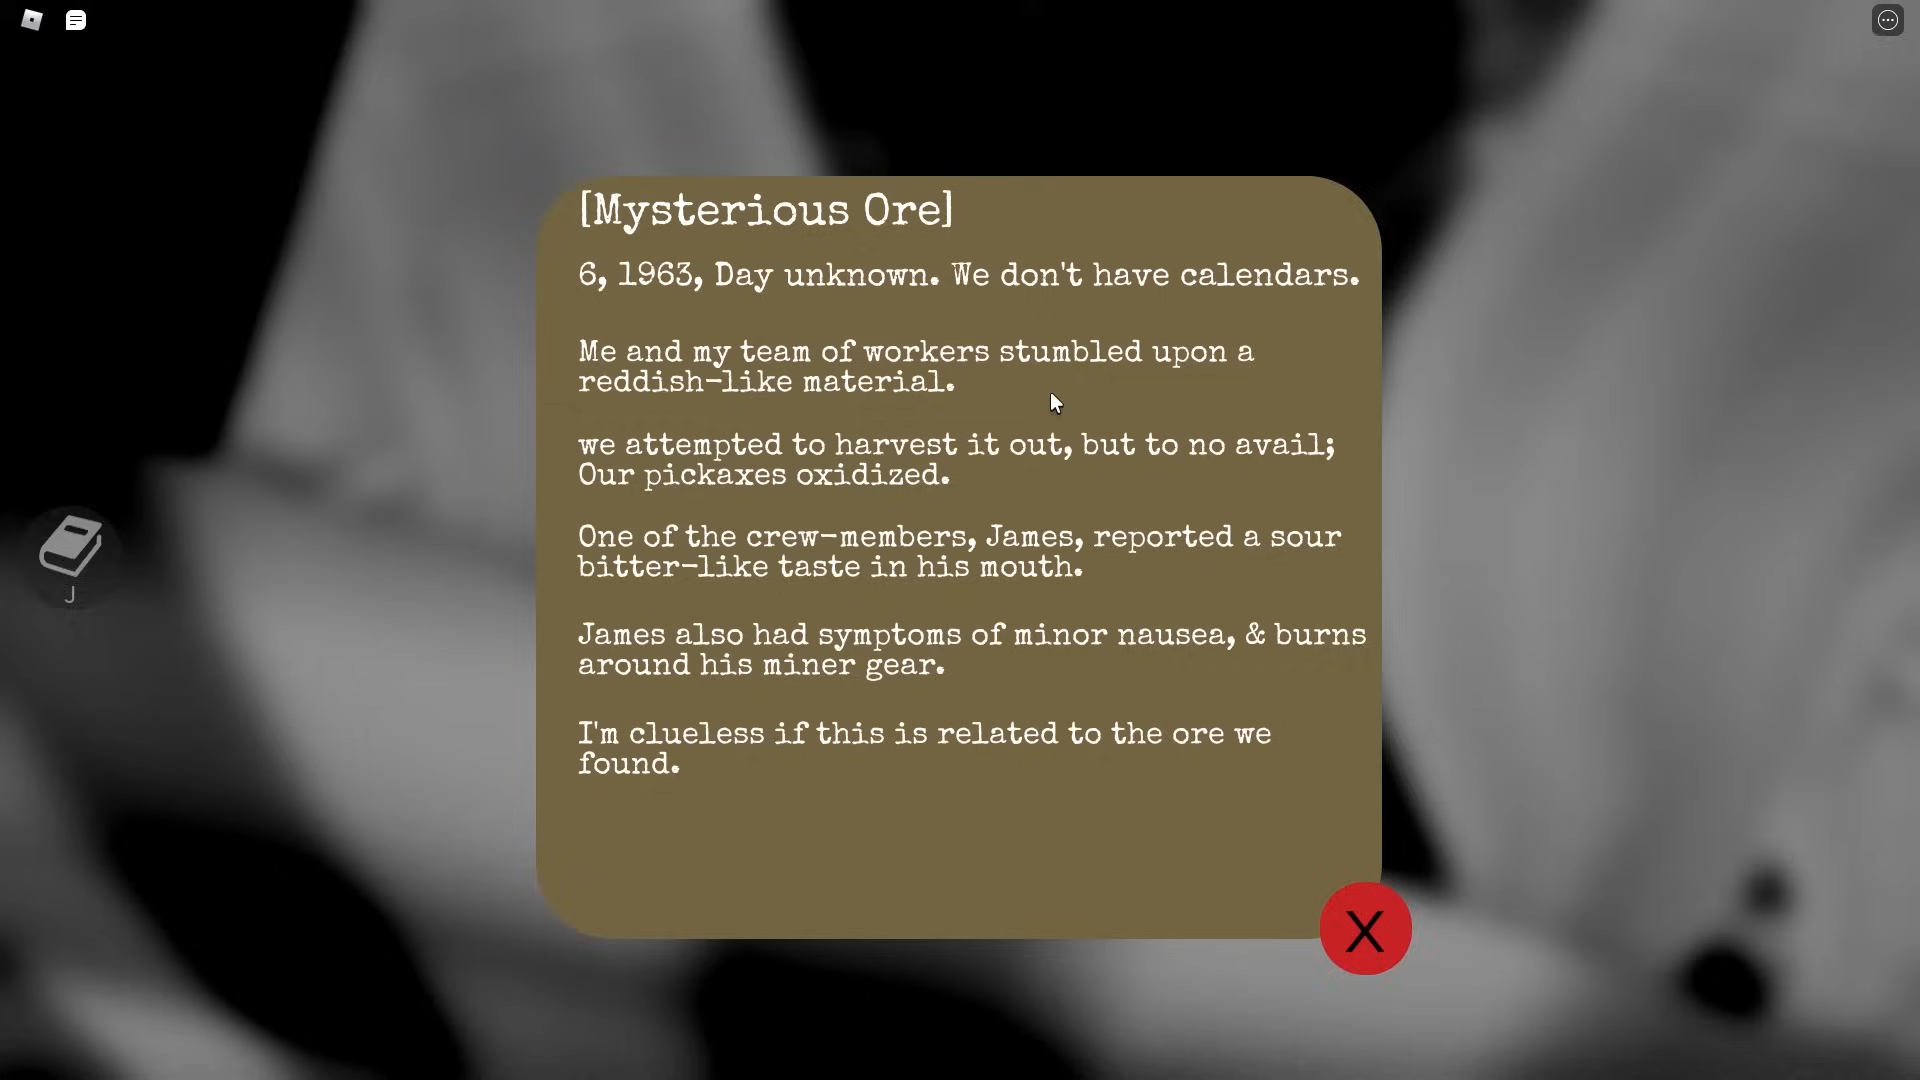 [Mysterious Ore]
6, 1963, Day unknown. We don't have calendars.
Me and my team of workers stumbled upon a
reddish-like material.
we attempted to harvest it out, but to no avail;
Our pickaxes oxidized.
One of the crew-members, James, reported a sour
bitter-like taste in his mouth.
J
James also had symptoms of minor nausea, & burns
around his miner gear.
I'm clueless if this is related to the ore we
found.
X